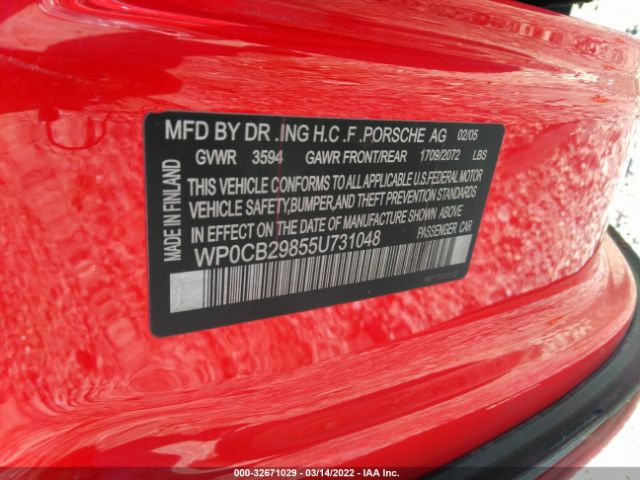 MFD BY DR .ING H.C .F .PORSCHE AG 02/05
GVWR 3594 GAWR FRONT/REAR 1709/2072 LBS
THIS VEHICLE CONFORMS TO ALL APPLICABLE U.S.FEDERAL MOTOR
VEHICLE SAFETY,BUMPER,AND THEFT PREVENTION STANDARDS
IN EFFECT ON THE DATE OF MANUFACTURE SHOWN ABOVE
WP0CB29855U731048 PASSENGER CAR
MADE IN FINLAND
000-32671029 - 03/14/2022 - IAA Inc.